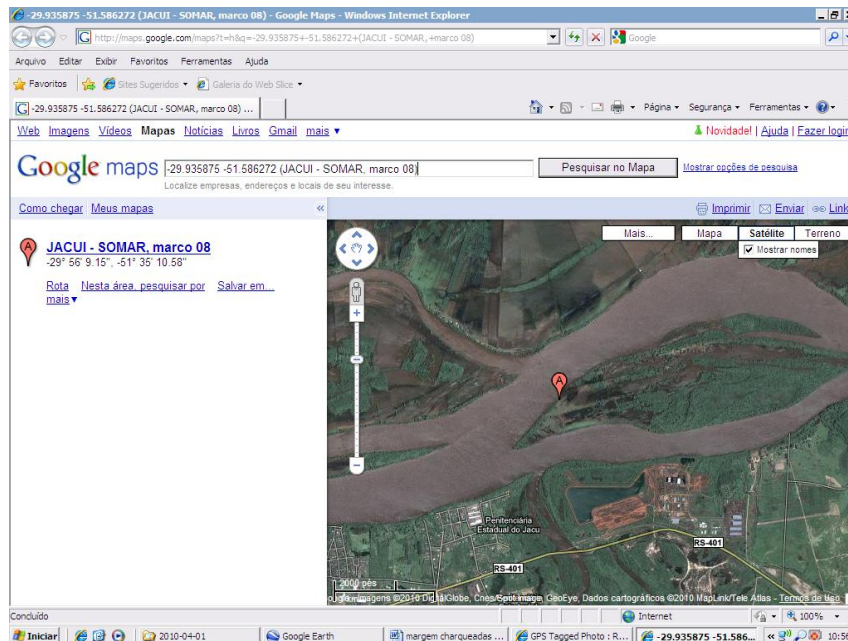 -29.935875 -51.586272 (JACUI - SOMAR, marco 08) - Google Maps - Windows Internet Explorer
http://maps.google.com/maps?t=h&q=-29.935875+-51.586272+(JACUI - SOMAR,+marco 08)
Google
Arquivo Editar Exibir Favoritos Ferramentas Ajuda
Favoritos Sites Sugeridos Galeria do Web Slice
-29.935875 -51.586272 (JACUI - SOMAR, marco 08) ...
Página Segurança Ferramentas
Web Imagens Vídeos Mapas Notícias Livros Gmail mais
Novidade! | Ajuda | Fazer login
Google maps
-29.935875 -51.586272 (JACUI - SOMAR, marco 08)
Pesquisar no Mapa
Mostrar opções de pesquisa
Localize empresas, endereços e locais de seu interesse.
Como chegar Meus mapas «
Imprimir Enviar Link
Mais... Mapa Satélite Terreno
Mostrar nomes
A
JACUI - SOMAR, marco 08
-29° 56' 9.15", -51° 35' 10.58"
Rota Nesta área, pesquisar por Salvar em...
mais
A
Penitenciária
Estadual do Jacu
RS-401
RS-401
2000 pés
Imagens ©2010 DigitalGlobe, Cnes/Spot Image, GeoEye, Dados cartográficos ©2010 MapLink/Tele Atlas - Termos de Uso
Concluído
Internet
100%
Iniciar
2010-04-01
Google Earth
margem charqueadas ...
GPS Tagged Photo : R...
-29.935875 -51.586...
10:56